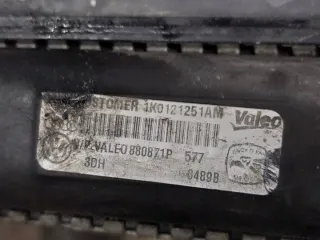 CUSTOMER 1K0121251AM
Valeo
V/P VALEO 880871P 577
3DH 04898